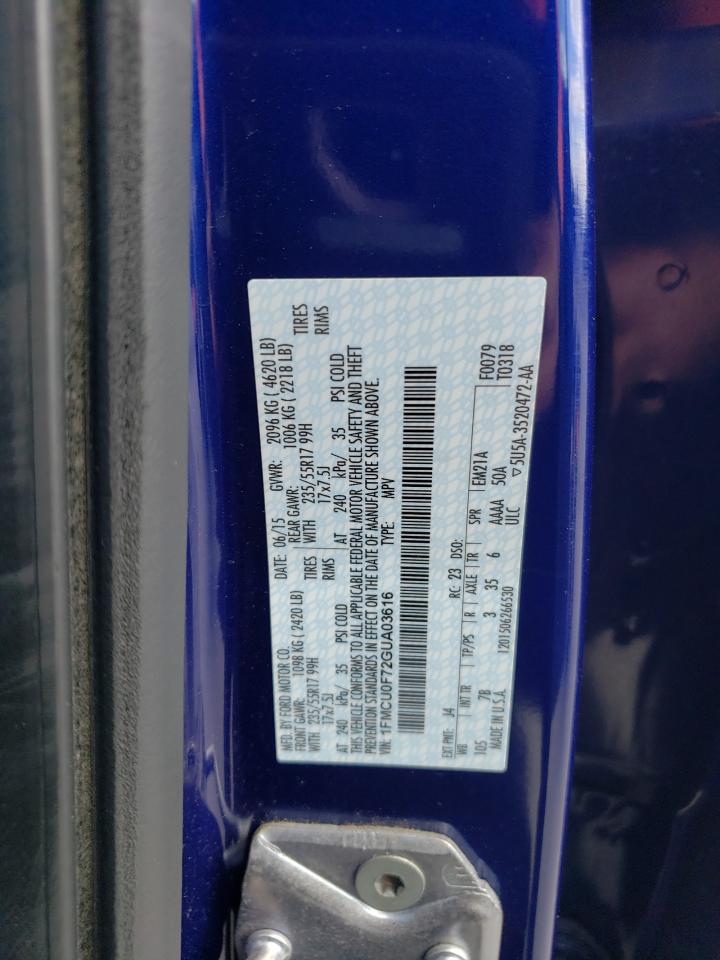 MFD. BY FORD MOTOR CO. DATE: 06/15 GVWR: 2096 KG ( 4620 LB)
FRONT GAWR: 1098 KG ( 2420 LB) REAR GAWR: 1006 KG ( 2218 LB)
WITH 235/55R17 99H TIRES WITH 235/55R17 99H TIRES
17x7.5J RIMS 17x7.5J RIMS
AT 240 kPa/ 35 PSI COLD AT 240 kPa/ 35 PSI COLD
THIS VEHICLE CONFORMS TO ALL APPLICABLE FEDERAL MOTOR VEHICLE SAFETY AND THEFT
PREVENTION STANDARDS IN EFFECT ON THE DATE OF MANUFACTURE SHOWN ABOVE.
VIN: 1FMCU0F72GUA03616 TYPE: MPV
EXT PNT: J4 RC: 23 DSO: F0079
WB INT TR TP/PS R AXLE TR SPR EM21A T0318
105 7B 3 35 6 AAAA 50A
MADE IN U.S.A. 1201506266530 ULC ▽5U5A-3520472-AA